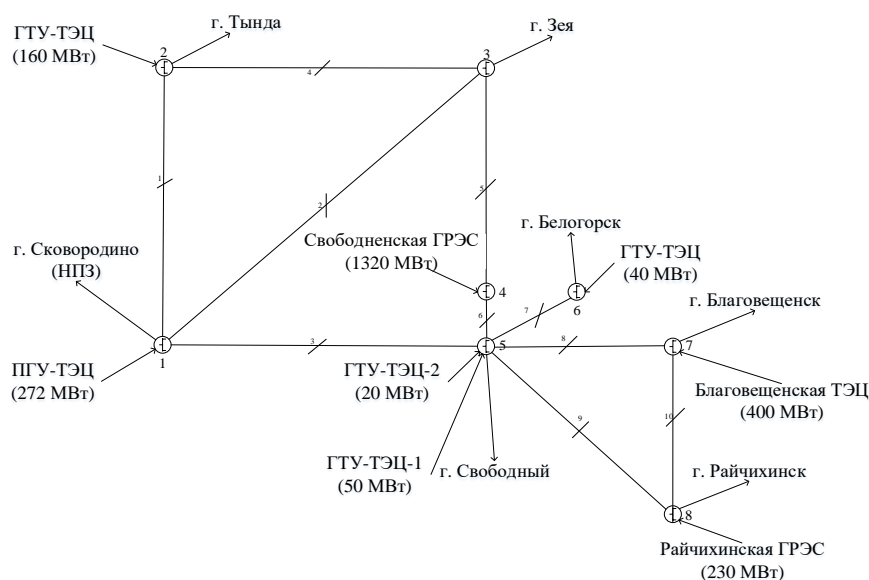 г. Тында
ГТУ-ТЭЦ
(160 МВт)
2
г. Зея
3
4
1
2
5
г. Сковородино
(НПЗ)
Свободненская ГРЭС
(1320 МВт)
4
г. Белогорск
ГТУ-ТЭЦ
(40 МВт)
6
7
6
г. Благовещенск
ПГУ-ТЭЦ
(272 МВт)
1
3
5
8
7
ГТУ-ТЭЦ-2
(20 МВт)
Благовещенская ТЭЦ
(400 МВт)
9
10
ГТУ-ТЭЦ-1
(50 МВт)
г. Свободный
г. Райчихинск
8
Райчихинская ГРЭС
(230 МВт)